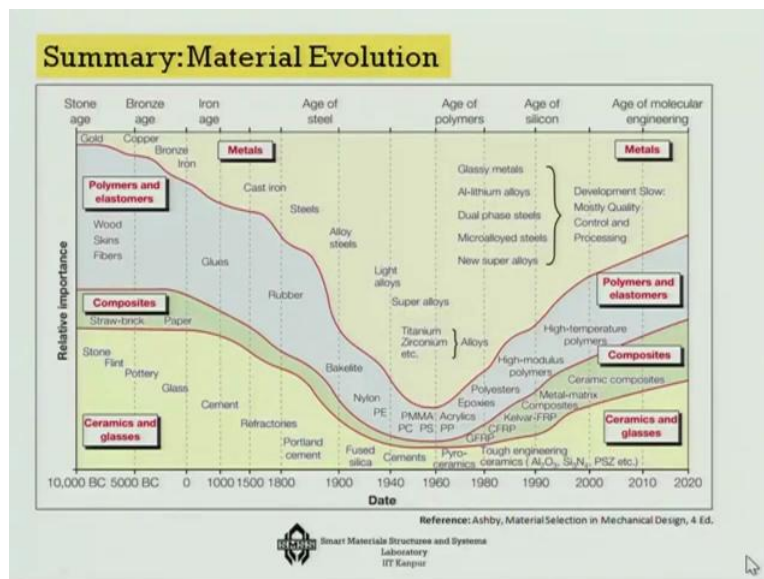 Summary: Material Evolution
Stone age
Bronze age
Iron age
Age of steel
Age of polymers
Age of silicon
Age of molecular engineering
Gold
Copper
Bronze
Iron
Metals
Metals
Polymers and elastomers
Cast iron
Steels
Alloy steels
Glassy metals
Al-lithium alloys
Dual phase steels
Microalloyed steels
New super alloys
Development Slow:
Mostly Quality
Control and
Processing
Wood
Skins
Fibers
Glues
Rubber
Light alloys
Super alloys
Titanium
Zirconium
etc.
Alloys
Polymers and elastomers
Composites
Straw-brick
Paper
Bakelite
Nylon
PE
PMMA
Acrylics
PC
PS
PP
Epoxies
Polyesters
High-modulus polymers
High-temperature polymers
Composites
Ceramic composites
Metal-matrix Composites
Kelvar-FRP
CFRP
GFRP
Stone
Flint
Pottery
Glass
Cement
Refractories
Portland cement
Fused silica
Cements
Pyro-ceramics
Tough engineering ceramics ( Al₂O₃, Si₃N₄, PSZ etc.)
Ceramics and glasses
Ceramics and glasses
Relative importance
10,000 BC 5000 BC 0 1000 1500 1800 1900 1940 1960 1980 1990 2000 2010 2020
Date
Reference: Ashby, Material Selection in Mechanical Design, 4 Ed.
Smart Materials Structures and Systems
Laboratory
IIT Kanpur